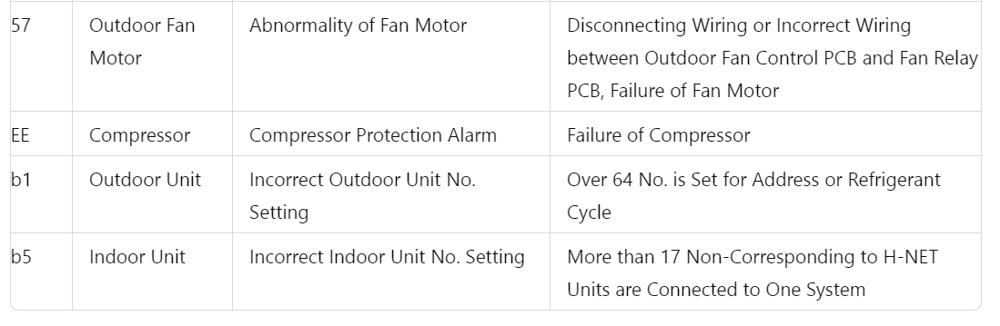 57 Outdoor Fan Motor Abnormality of Fan Motor Disconnecting Wiring or Incorrect Wiring between Outdoor Fan Control PCB and Fan Relay PCB, Failure of Fan Motor
EE Compressor Compressor Protection Alarm Failure of Compressor
b1 Outdoor Unit Incorrect Outdoor Unit No. Setting Over 64 No. is Set for Address or Refrigerant Cycle
b5 Indoor Unit Incorrect Indoor Unit No. Setting More than 17 Non-Corresponding to H-NET Units are Connected to One System